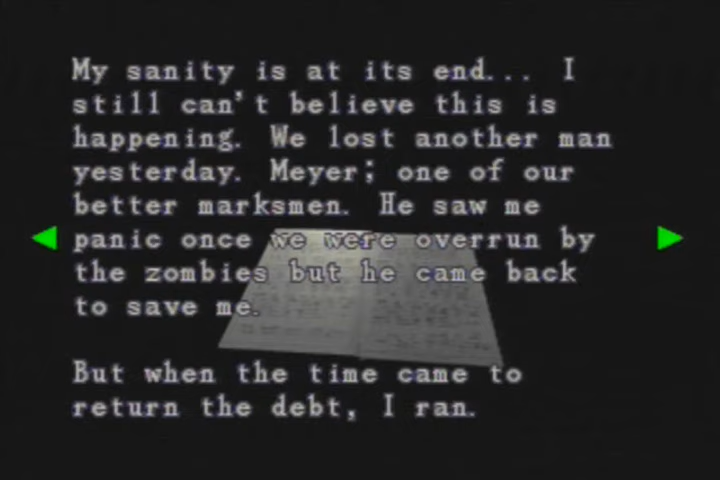 My sanity is at its end... I
still can't believe this is
happening. We lost another man
yesterday. Meyer; one of our
better marksmen. He saw me
panic once we were overrun by
the zombies but he came back
to save me.
But when the time came to
return the debt, I ran.